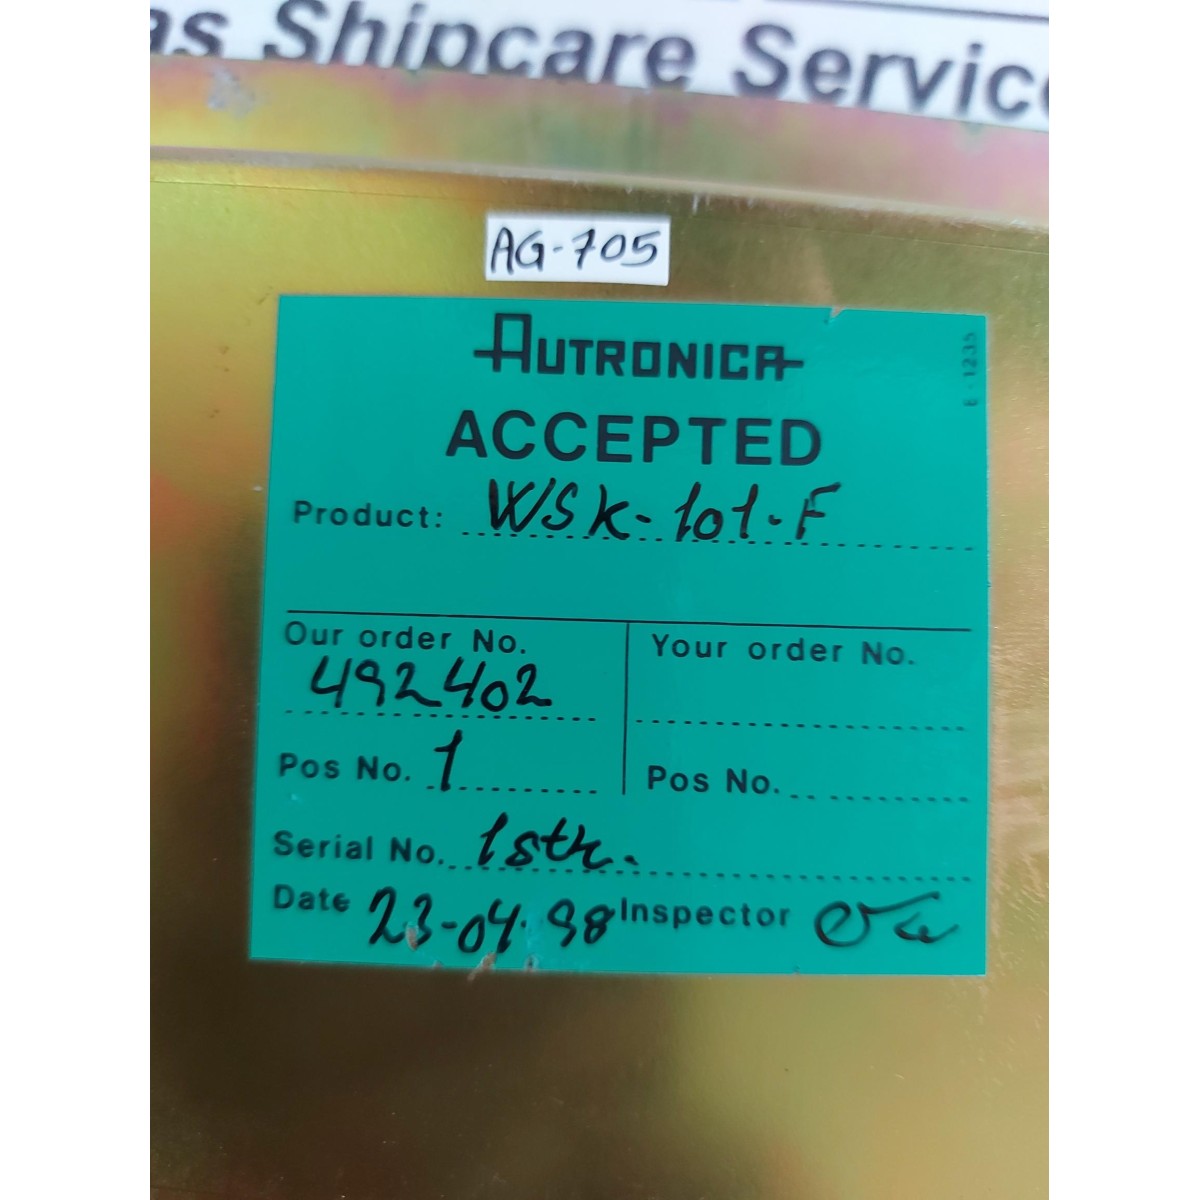 as Shipcare Servic
AG-705
AUTRONICA
E-1235
ACCEPTED
Product: WSK-101-F
Our order No.
492402
Your order No.
Pos No. 1
Pos No.
Serial No. 1stk.
Date 23-04-98 Inspector